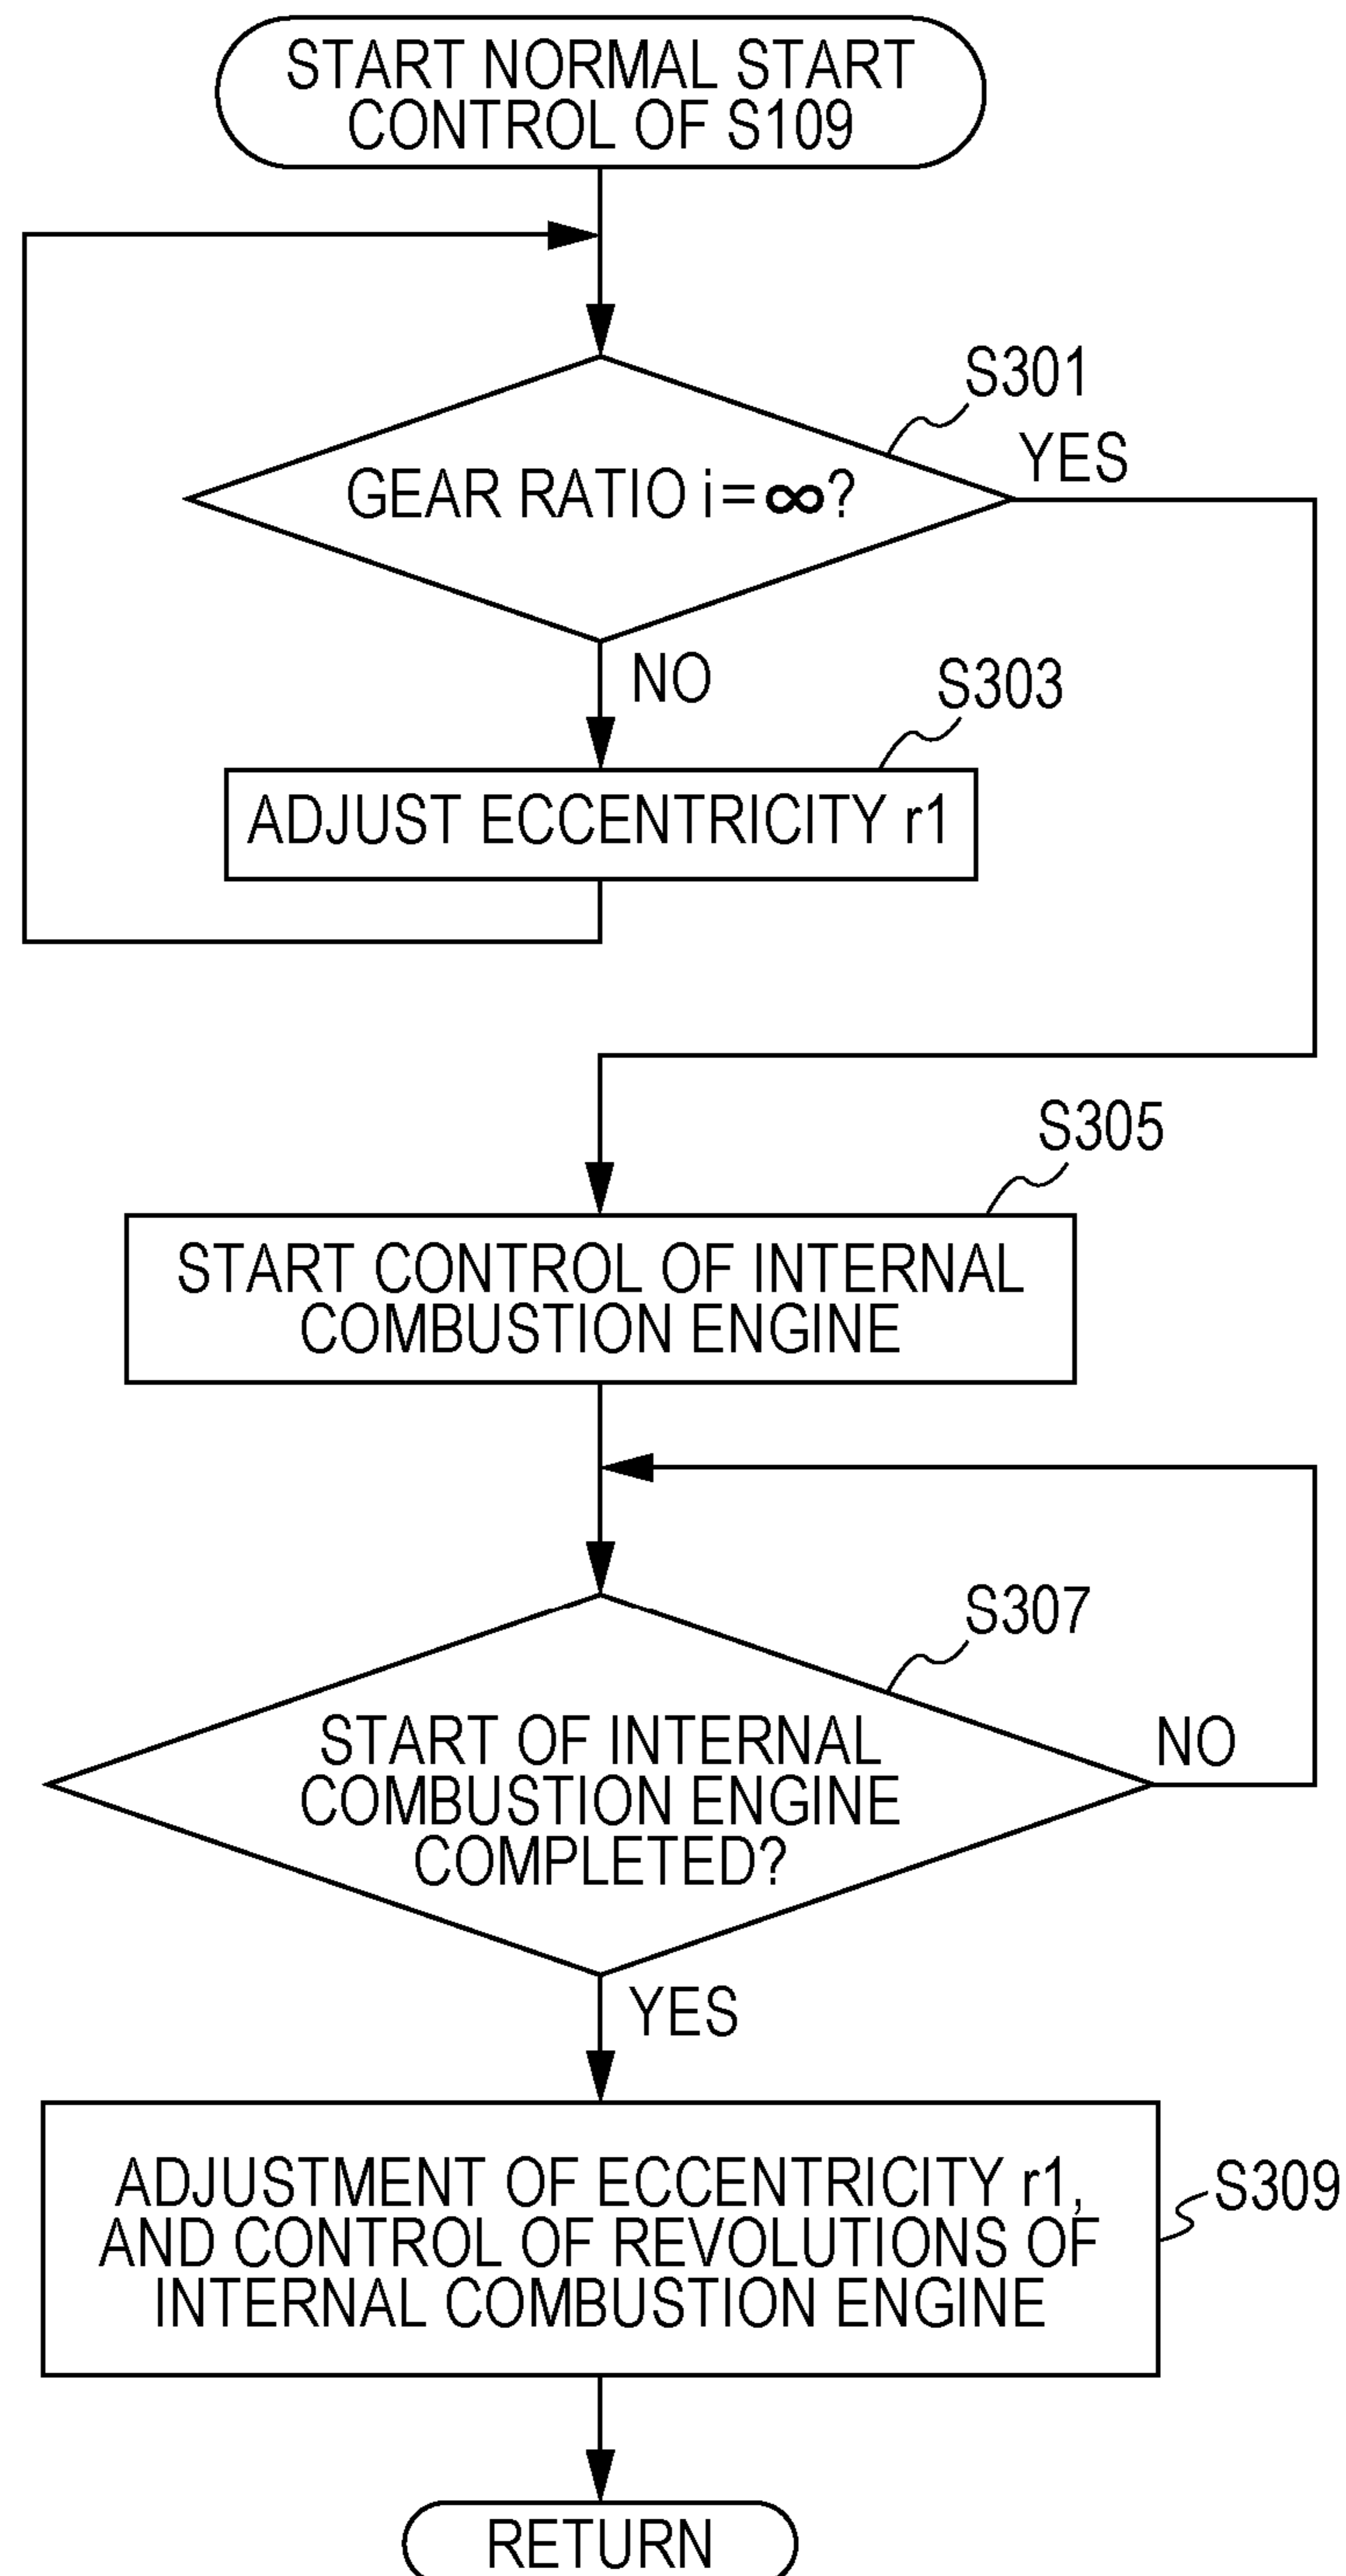 START NORMAL START
CONTROL OF S109
S301
YES
GEAR RATIO i=∞?
NO
S303
ADJUST ECCENTRICITY r1
S305
START CONTROL OF INTERNAL
COMBUSTION ENGINE
S307
START OF INTERNAL
COMBUSTION ENGINE
COMPLETED?
NO
YES
ADJUSTMENT OF ECCENTRICITY r1,
AND CONTROL OF REVOLUTIONS OF
INTERNAL COMBUSTION ENGINE
S309
RETURN